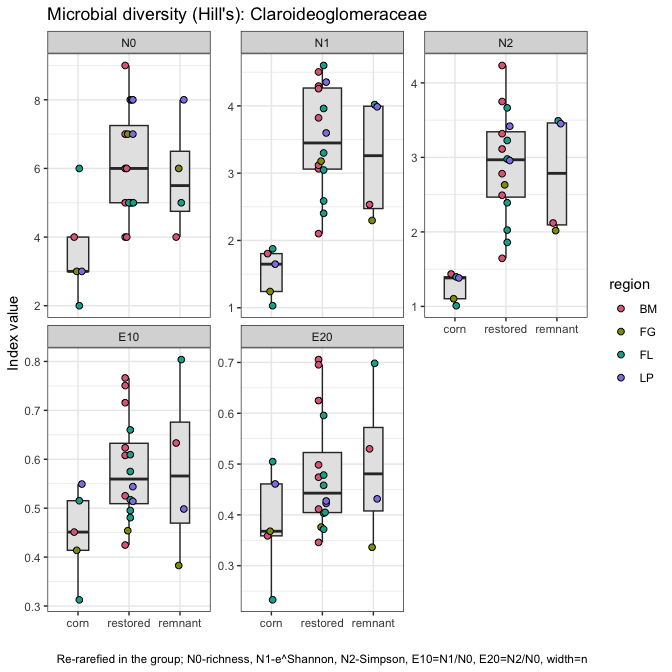 Microbial diversity (Hill's): Claroideoglomeraceae
N0 N1 N2
8
6
4
2
4
3
2
1
4
3
2
1
corn restored remnant
Index value
region
BM
FG
FL
LP
E10 E20
0.8
0.7
0.6
0.5
0.4
0.3
0.7
0.6
0.5
0.4
0.3
corn restored remnant corn restored remnant
Re-rarefied in the group; N0-richness, N1-e^Shannon, N2-Simpson, E10=N1/N0, E20=N2/N0, width=n